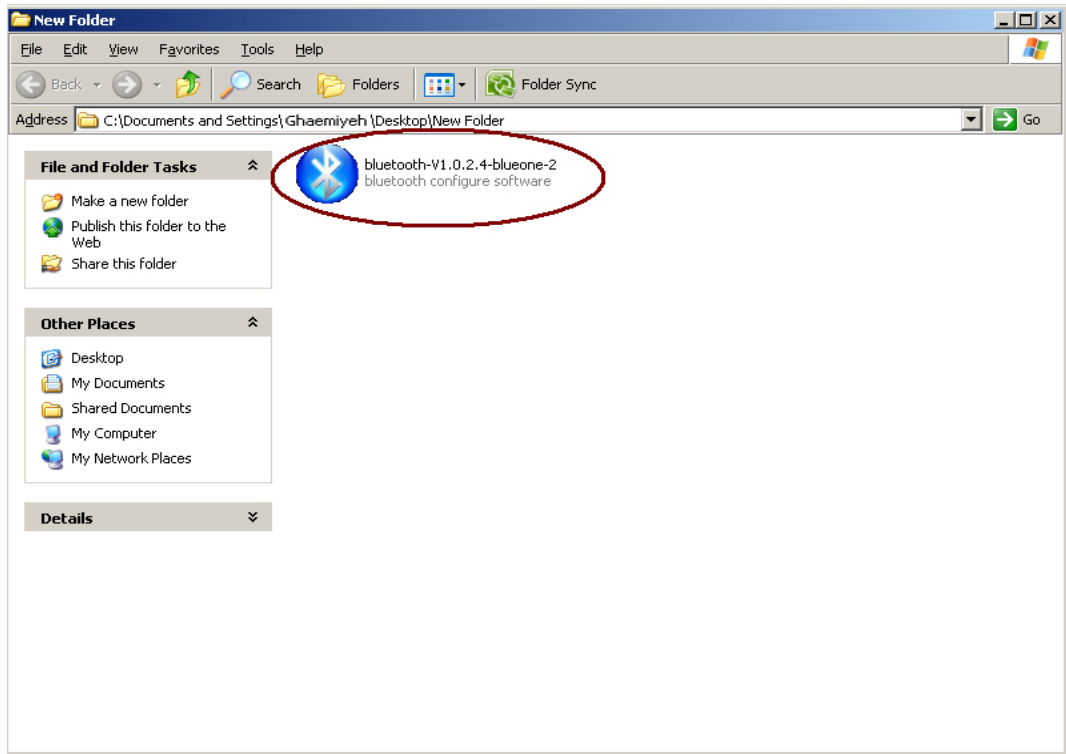 New Folder
File Edit View Favorites Tools Help
Back Search Folders Folder Sync
Address C:\Documents and Settings\Ghaemiyeh \Desktop\New Folder Go
File and Folder Tasks
Make a new folder
Publish this folder to the
Web
Share this folder
Other Places
Desktop
My Documents
Shared Documents
My Computer
My Network Places
Details
bluetooth-V1.0.2.4-blueone-2
bluetooth configure software